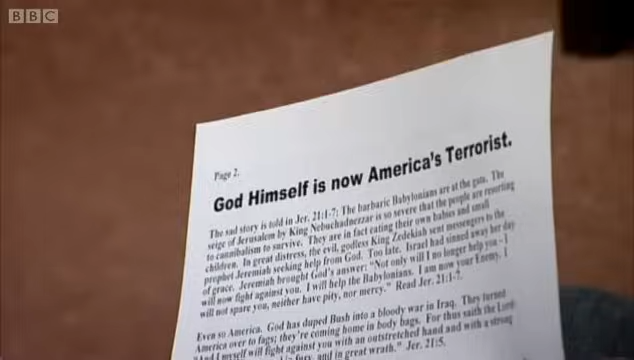 BBC
Page 2.
God Himself is now America's Terrorist.
The sad story is told in Jer. 21:1-7: The barbaric Babylonians are at the gate. The
seige of Jerusalem by King Nebuchadnezzar is so severe that the people are resorting
to cannibalism to survive. They are in fact eating their own babies and small
children. In great distress, the evil, godless King Zedekiah sent messengers to the
prophet Jeremiah seeking help from God. Too late. Israel had sinned away her day
of grace. Jeremiah brought God's answer: "Not only will I no longer help you - I
will now fight against you. I will help the Babylonians. I am now your Enemy. I
will not spare you, neither have pity, nor mercy." Read Jer. 21:1-7.
Even so America. God has duped Bush into a bloody war in Iraq. They turned
America over to fags; they're coming home in body bags. For thus saith the Lord:
"And I myself will fight against you with an outstretched hand and with a strong
in fury, and in great wrath." Jer. 21:5.